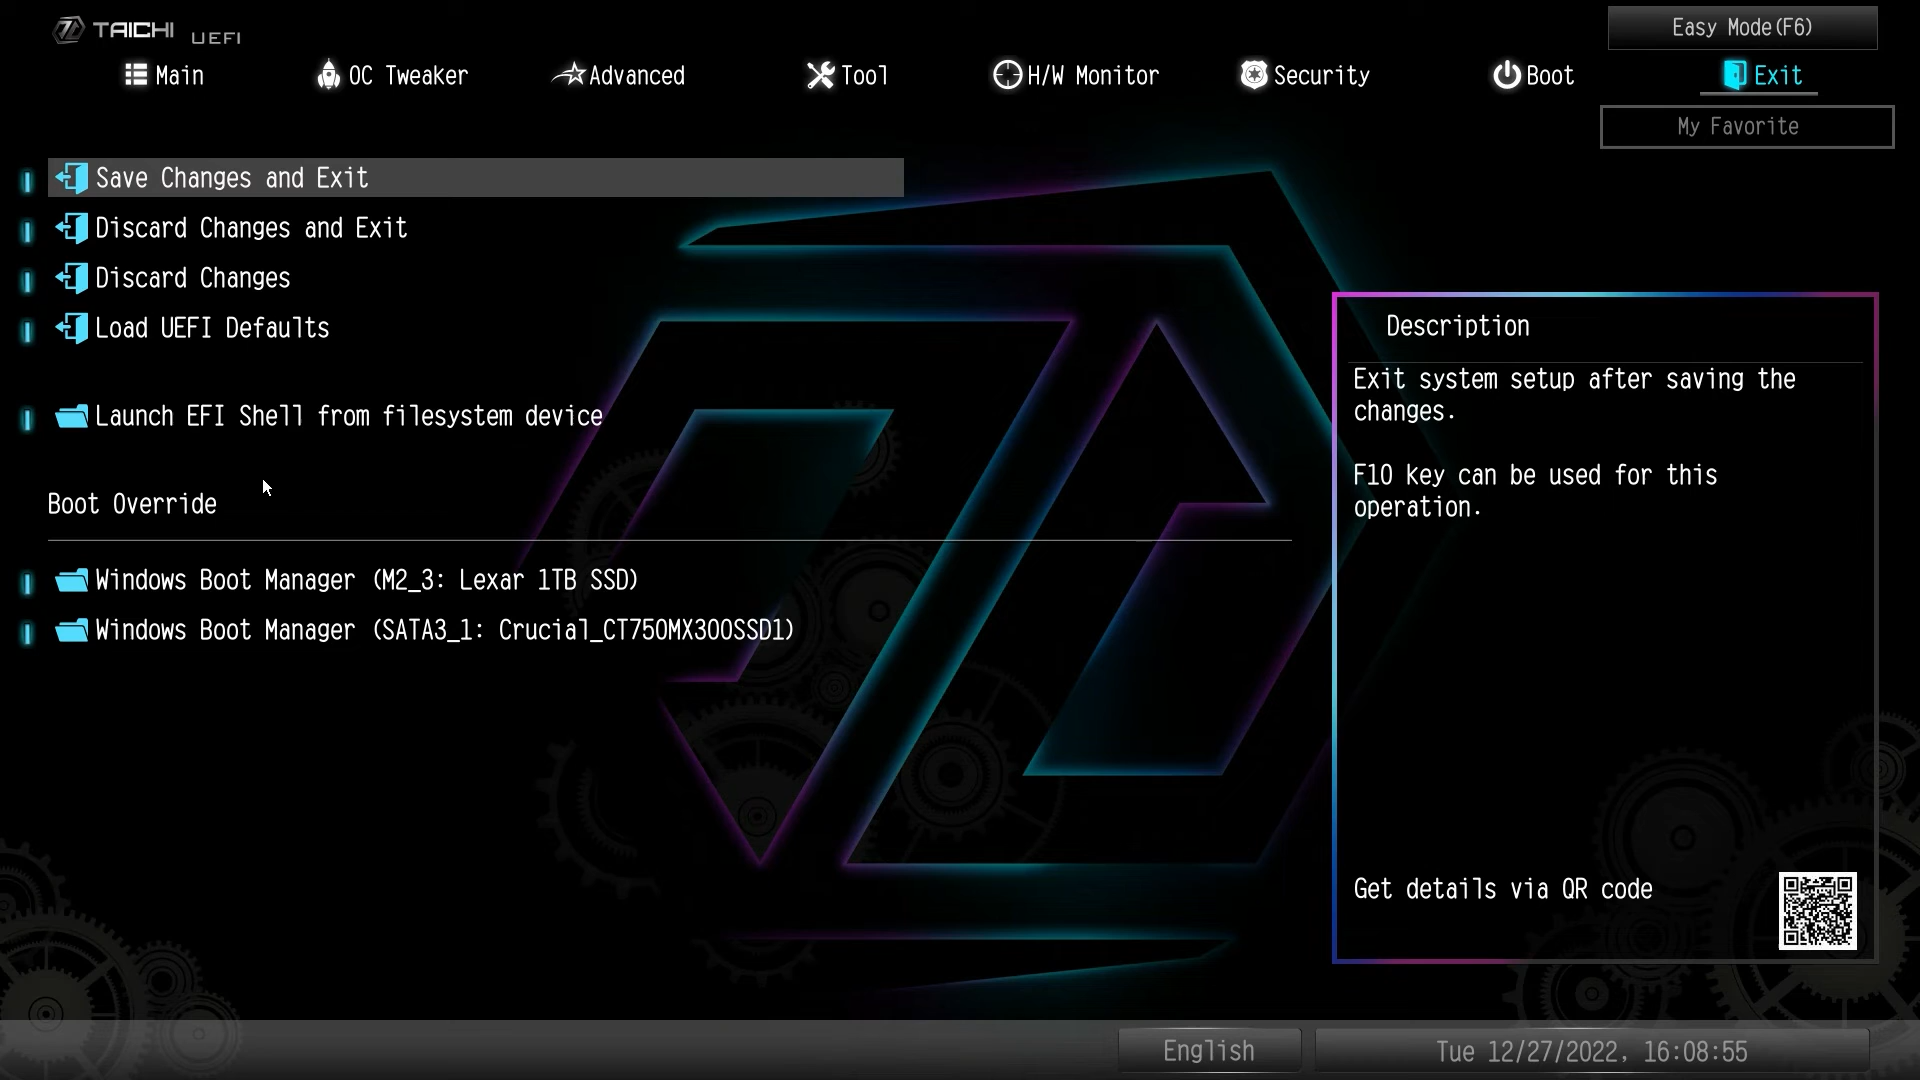 TAICHI UEFI
Easy Mode(F6)
Main OC Tweaker Advanced Tool H/W Monitor Security Boot Exit
My Favorite
Save Changes and Exit
Discard Changes and Exit
Discard Changes
Load UEFI Defaults
Launch EFI Shell from filesystem device
Boot Override
Windows Boot Manager (M2_3: Lexar 1TB SSD)
Windows Boot Manager (SATA3_1: Crucial_CT750MX300SSD1)
Description
Exit system setup after saving the
changes.
F10 key can be used for this
operation.
Get details via QR code
English
Tue 12/27/2022, 16:08:55